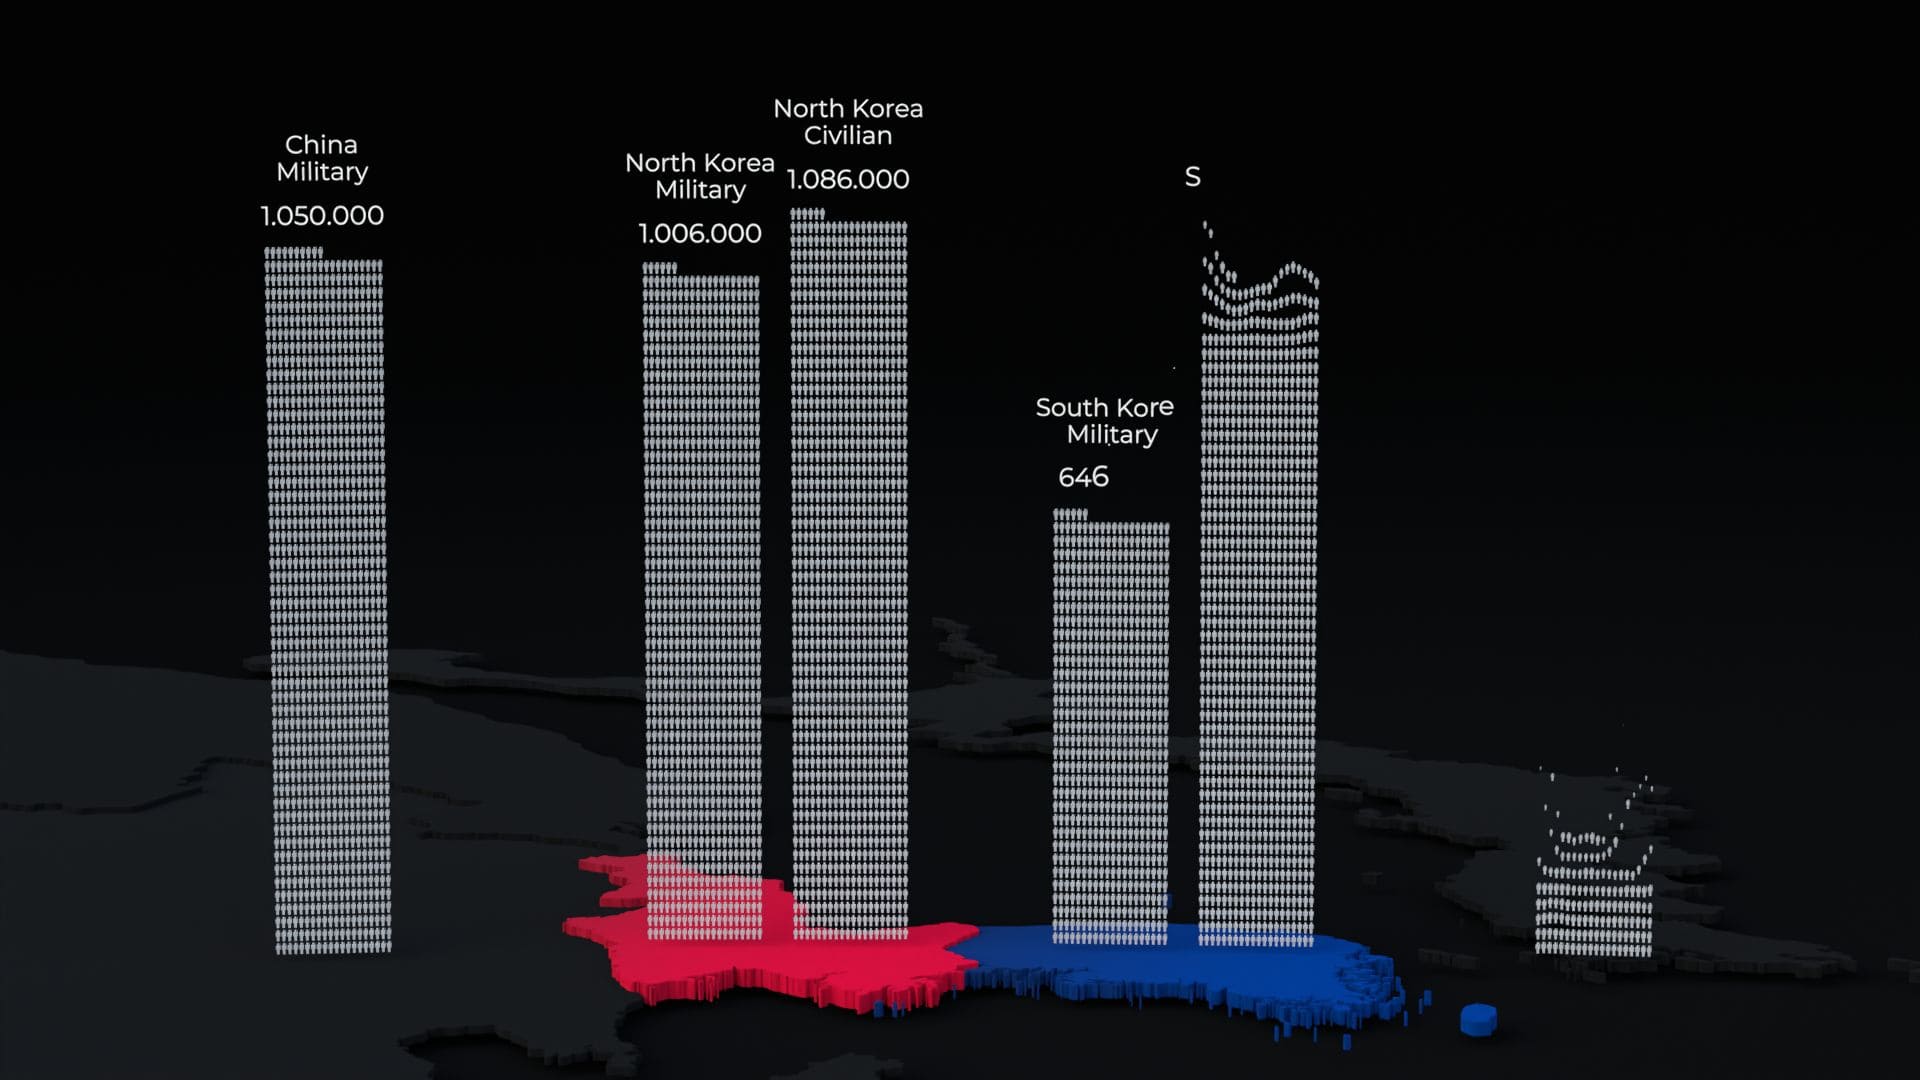 China
Military
1.050.000
North Korea
Military
1.006.000
North Korea
Civilian
1.086.000
South Kore
Military
646
S